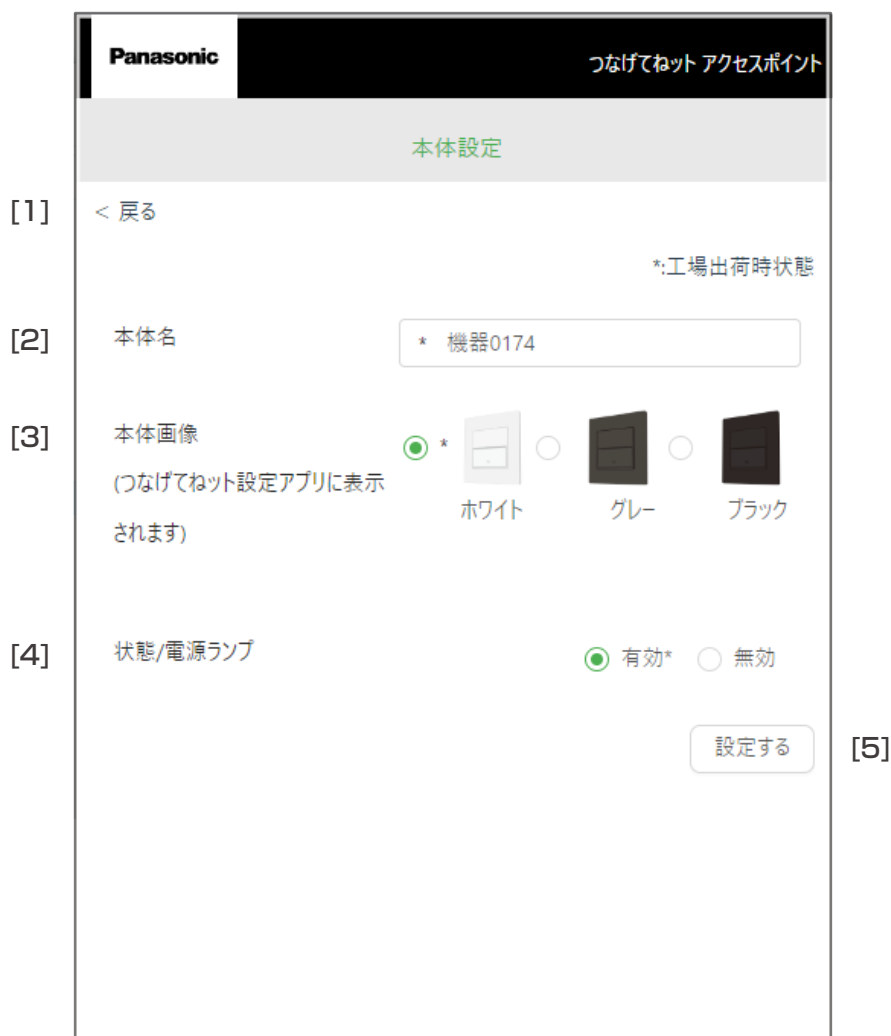 Panasonic
つなげてねット アクセスポイント
本体設定
[1] < 戻る
*:工場出荷時状態
[2] 本体名 * 機器0174
[3] 本体画像
(つなげてねット設定アプリに表示
されます)
*
ホワイト グレー ブラック
[4] 状態/電源ランプ 有効* 無効
設定する [5]